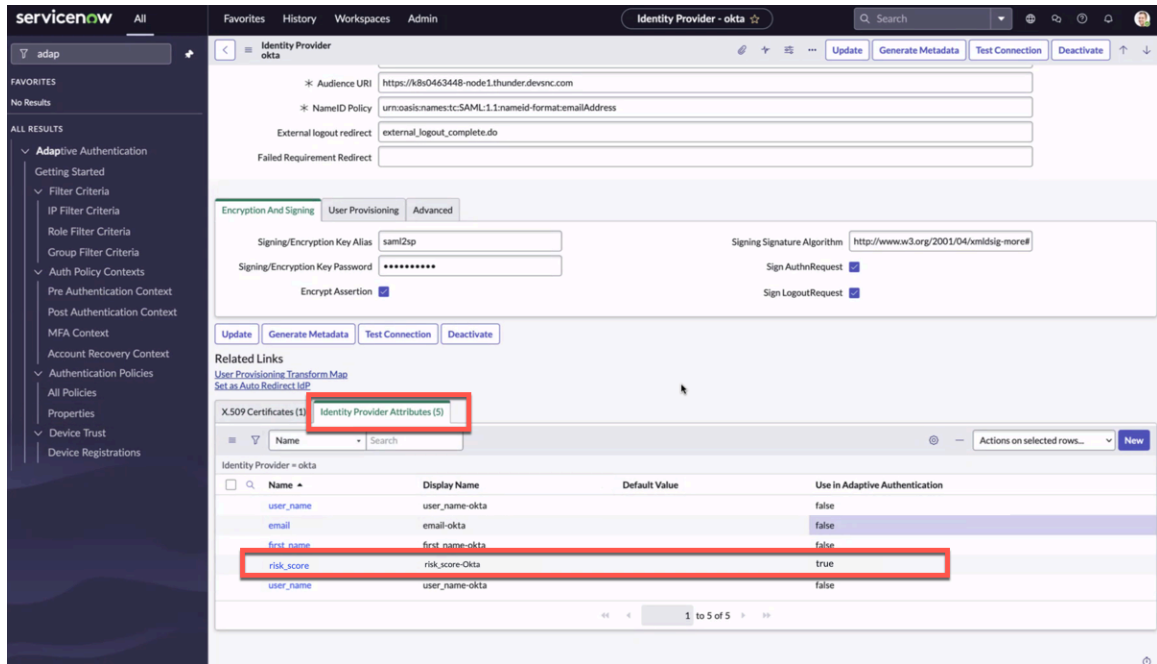 servicenow All Favorites History Workspaces Admin Identity Provider - okta Search
adap
FAVORITES
No Results
ALL RESULTS
Adaptive Authentication
Getting Started
Filter Criteria
IP Filter Criteria
Role Filter Criteria
Group Filter Criteria
Auth Policy Contexts
Pre Authentication Context
Post Authentication Context
MFA Context
Account Recovery Context
Authentication Policies
All Policies
Properties
Device Trust
Device Registrations
Identity Provider
okta
Update Generate Metadata Test Connection Deactivate
Audience URI https://k8s0463448-node1.thunder.devsnc.com
NameID Policy urn:oasis:names:tc:SAML:1.1:nameid-format:emailAddress
External logout redirect external_logout_complete.do
Failed Requirement Redirect
Encryption And Signing User Provisioning Advanced
Signing/Encryption Key Alias saml2sp Signing Signature Algorithm http://www.w3.org/2001/04/xmldsig-more#
Signing/Encryption Key Password •••••••••• Sign AuthnRequest
Encrypt Assertion Sign LogoutRequest
Update Generate Metadata Test Connection Deactivate
Related Links
User Provisioning Transform Map
Set as Auto Redirect IdP
X.509 Certificates (1) Identity Provider Attributes (5)
Name Search Actions on selected rows... New
Identity Provider = okta
Name Display Name Default Value Use in Adaptive Authentication
user_name user_name-okta false
email email-okta false
first_name first_name-okta false
risk_score risk_score-Okta true
user_name user_name-okta false
1 to 5 of 5